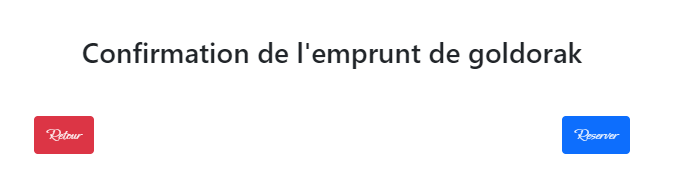 Confirmation de l'emprunt de goldorak
Retour
Reserver